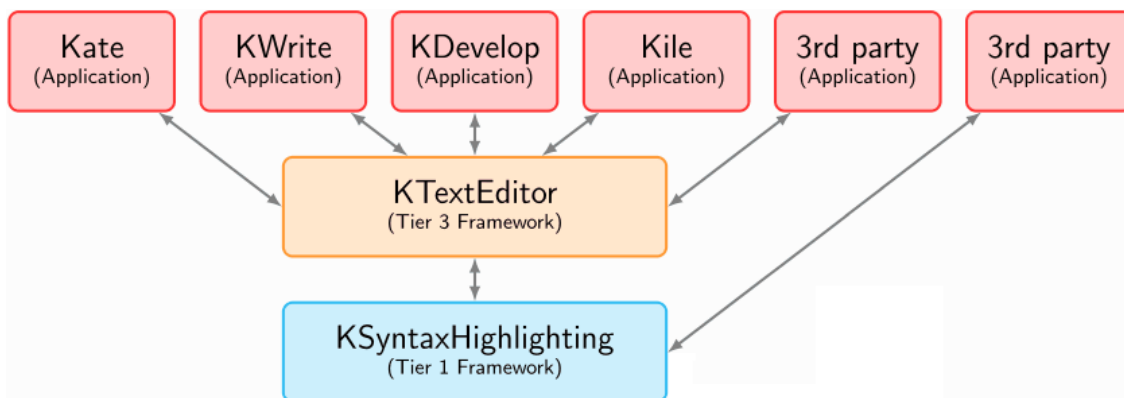 Kate
(Application)
KWrite
(Application)
KDevelop
(Application)
Kile
(Application)
3rd party
(Application)
3rd party
(Application)
KTextEditor
(Tier 3 Framework)
KSyntaxHighlighting
(Tier 1 Framework)